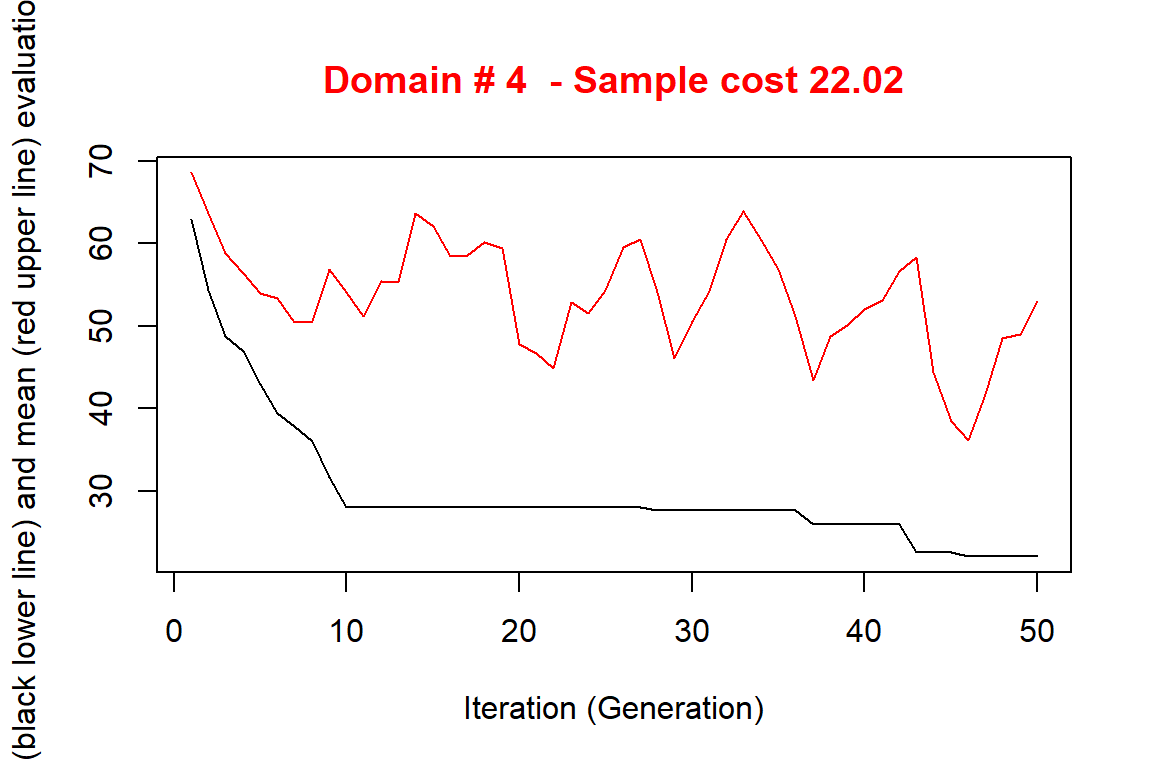 Domain # 4  - Sample cost 22.02
(black lower line) and mean (red upper line) evaluatio
70
60
50
40
30
0 10 20 30 40 50
Iteration (Generation)